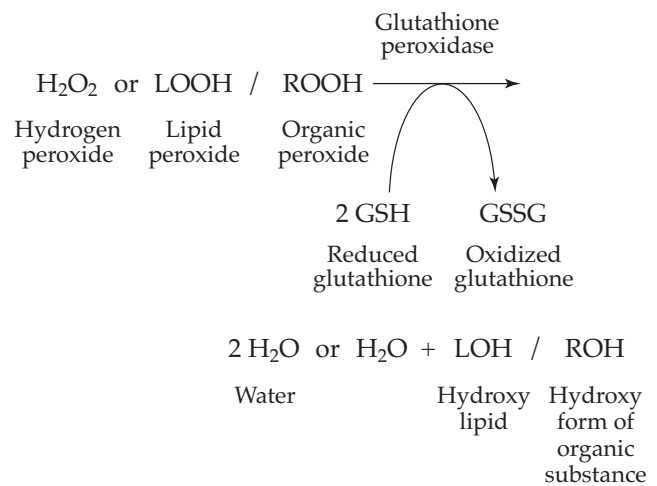 Glutathione
peroxidase
H₂O₂ or LOOH / ROOH
Hydrogen peroxide Lipid peroxide Organic peroxide
2 GSH GSSG
Reduced glutathione Oxidized glutathione
2 H₂O or H₂O + LOH / ROH
Water Hydroxy lipid Hydroxy form of organic substance